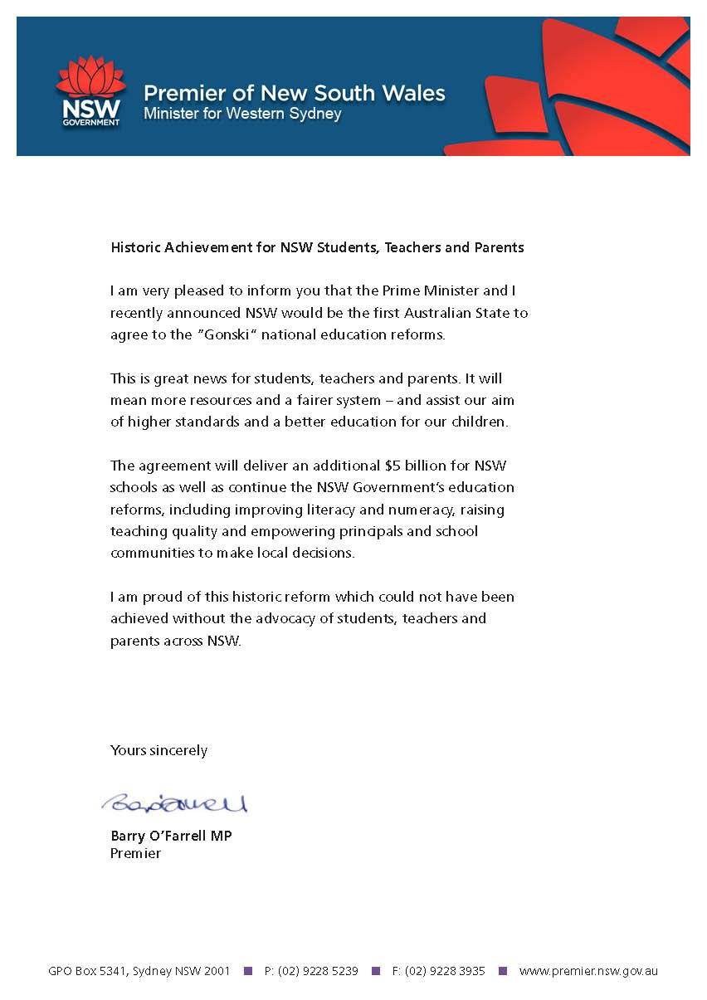 NSW
GOVERNMENT
Premier of New South Wales
Minister for Western Sydney
Historic Achievement for NSW Students, Teachers and Parents
I am very pleased to inform you that the Prime Minister and I
recently announced NSW would be the first Australian State to
agree to the “Gonski“ national education reforms.
This is great news for students, teachers and parents. It will
mean more resources and a fairer system – and assist our aim
of higher standards and a better education for our children.
The agreement will deliver an additional $5 billion for NSW
schools as well as continue the NSW Government’s education
reforms, including improving literacy and numeracy, raising
teaching quality and empowering principals and school
communities to make local decisions.
I am proud of this historic reform which could not have been
achieved without the advocacy of students, teachers and
parents across NSW.
Yours sincerely
Barry O’Farrell MP
Premier
GPO Box 5341, Sydney NSW 2001 ■ P: (02) 9228 5239 ■ F: (02) 9228 3935 ■ www.premier.nsw.gov.au